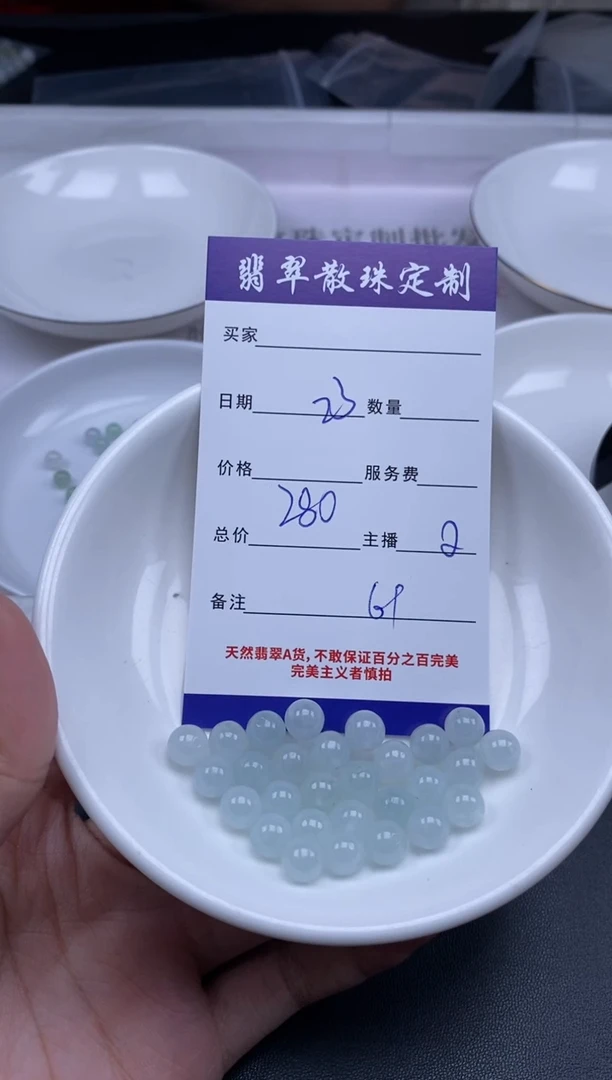 翡翠散珠定制
买家
日期 23 数量
价格 服务费
280
总价 主播 2
备注
天然翡翠A货,不敢保证百分之百完美
完美主义者慎拍